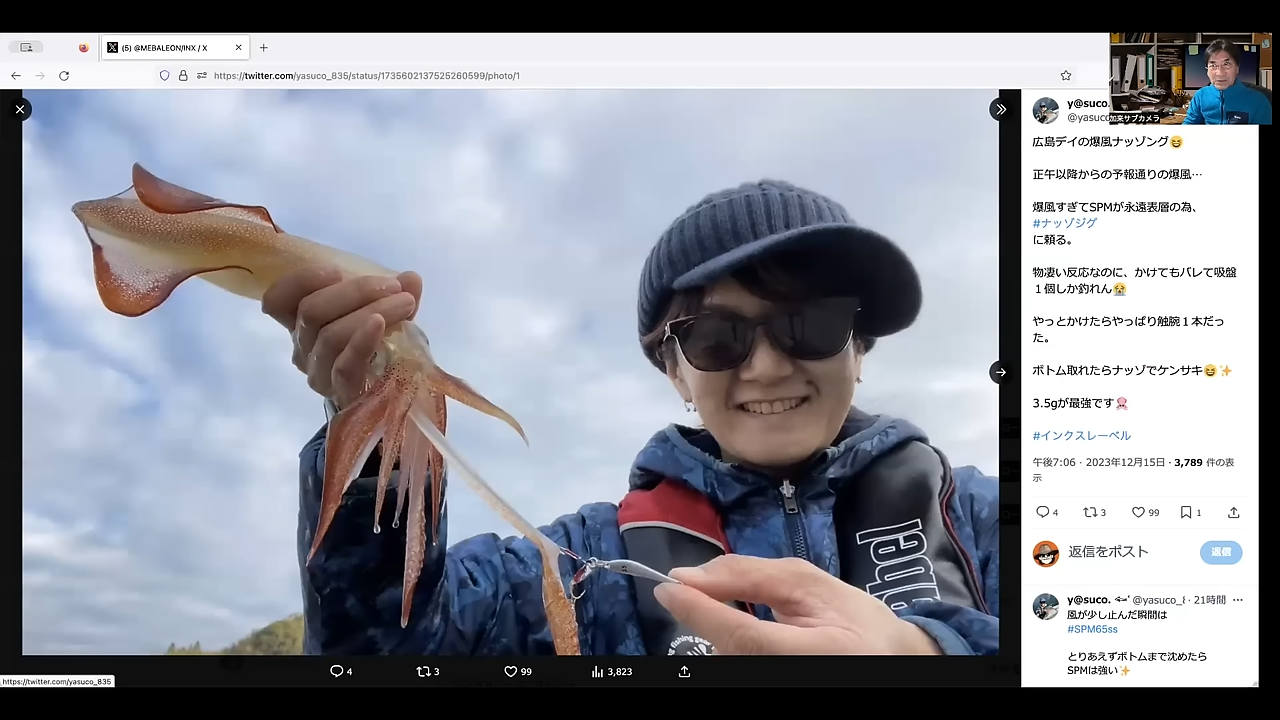 (5) @MEBALEON/INX / X
https://twitter.com/yasuco_835/status/1735602137525260599/photo/1
y@suco.
@yasuco
加来サブカメラ
広島デイの爆風ナッゾング😆
正午以降からの予報通りの爆風…
爆風すぎてSPMが永遠表層の為、
#ナッゾジグ
に頼る。
物凄い反応なのに、かけてもバレて吸盤
１個しか釣れん😭
やっとかけたらやっぱり触腕１本だっ
た。
ボトム取れたらナッゾでケンサキ😆✨
3.5gが最強です🐙
#インクスレーベル
午後7:06 · 2023年12月15日 · 3,789 件の表
示
4 3 99 1
返信をポスト 返信
y@suco. @yasuco_8 · 21時間 …
風が少し止んだ瞬間は
#SPM65ss
とりあえずボトムまで沈めたら
SPMは強い✨
label
fishing gear
4 3 99 3,823
https://twitter.com/yasuco_835